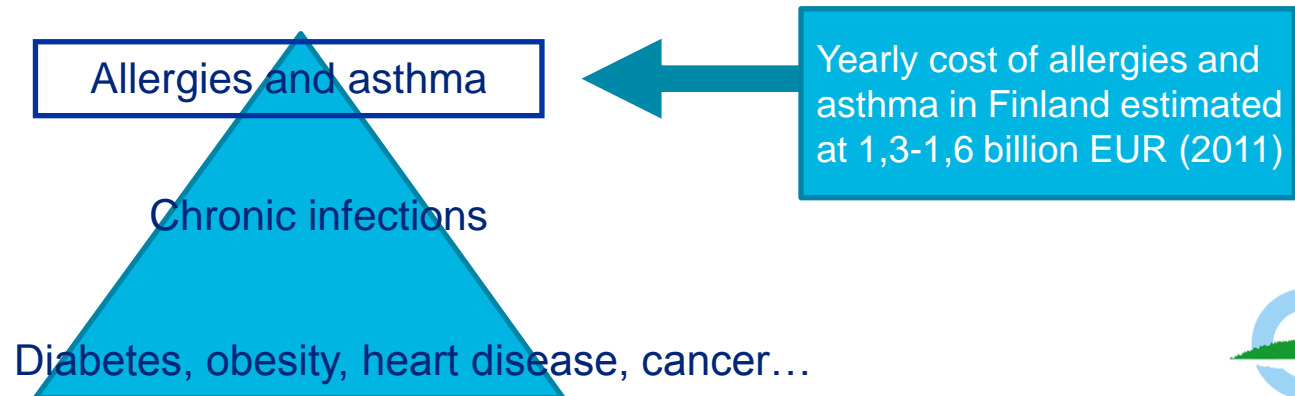 Allergies and asthma
Yearly cost of allergies and
asthma in Finland estimated
at 1,3-1,6 billion EUR (2011)
Chronic infections
Diabetes, obesity, heart disease, cancer…